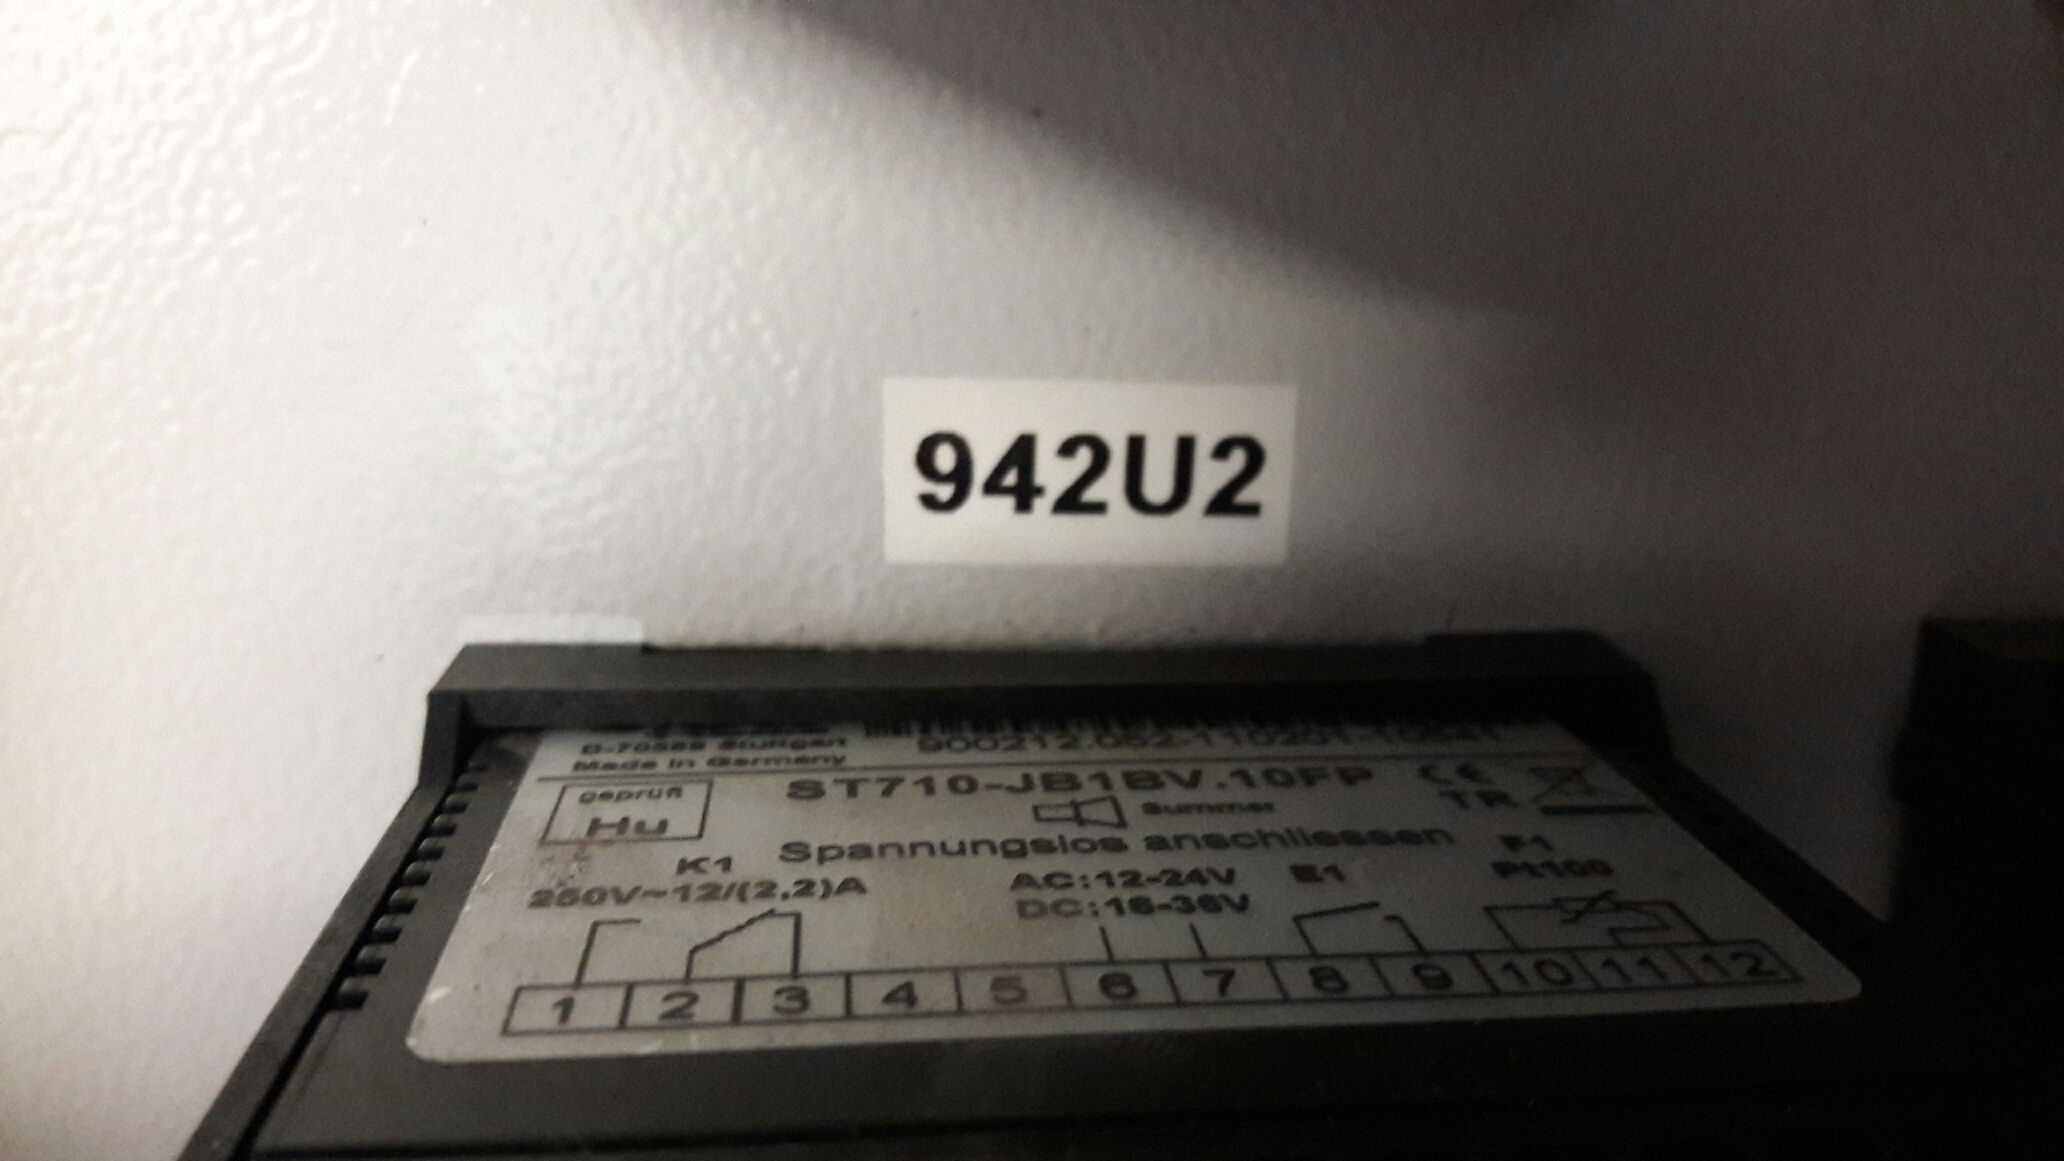 942U2
D-70569 Stuttgart
Made in Germany
ST710-JB1BV.10FP CE
geprüft
Hu
Summer
TR
Spannungslos anschliessen
K1
250V~12/(2,2)A
AC:12-24V
DC:16-36V
E1
F1
Pt100
1 2 3 4 5 6 7 8 9 10 11 12